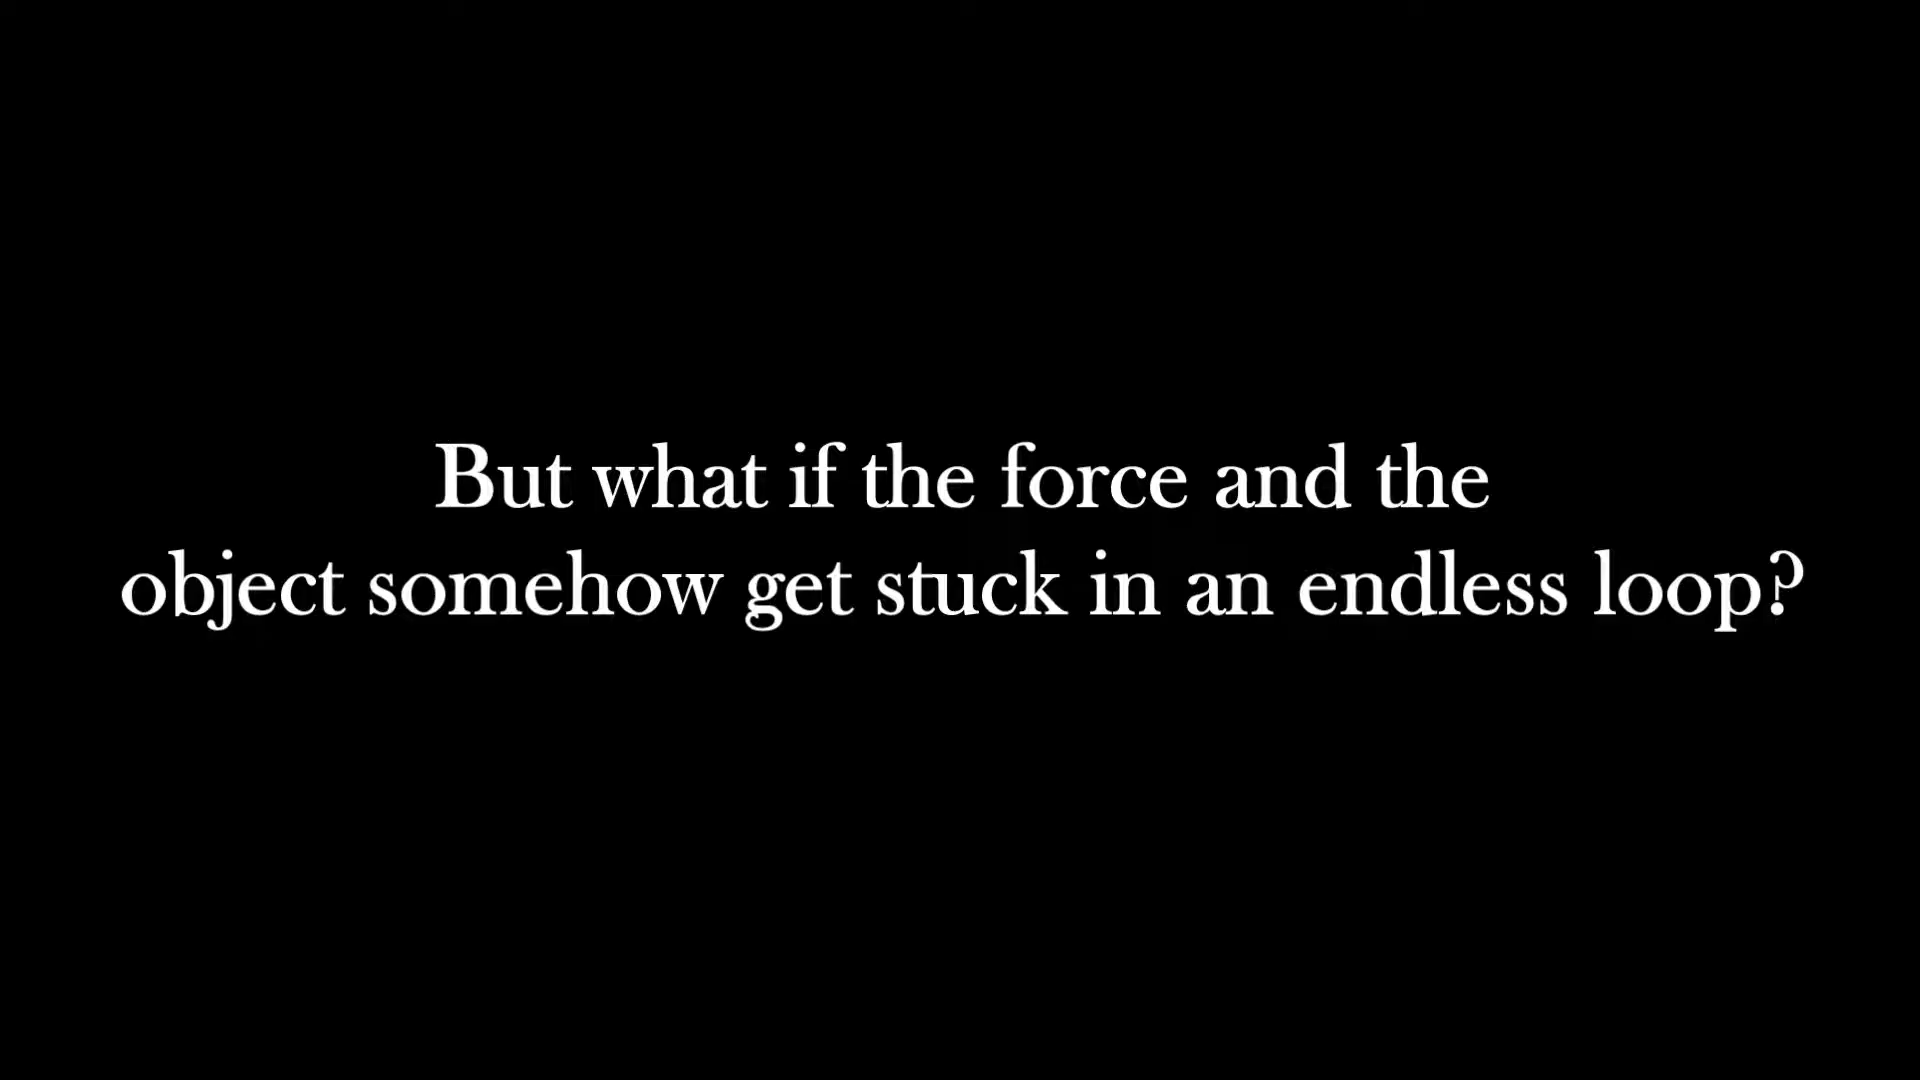 But what if the force and the
object somehow get stuck in an endless loop?